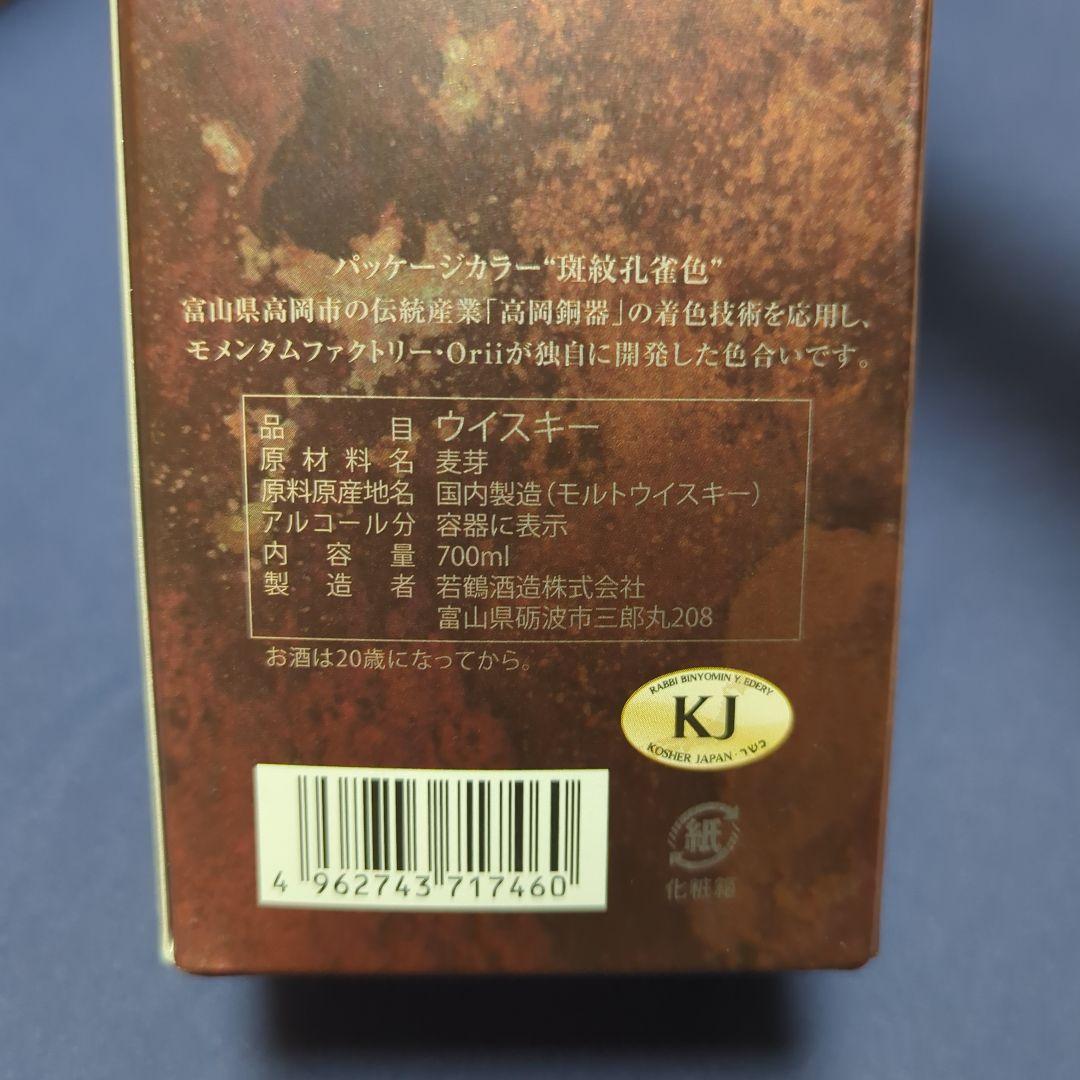 パッケージカラー“斑紋孔雀色”
富山県高岡市の伝統産業「高岡銅器」の着色技術を応用し、
モメンタムファクトリー・Oriiが独自に開発した色合いです。
品目 ウイスキー
原材料名 麦芽
原料原産地名 国内製造（モルトウイスキー）
アルコール分 容器に表示
内容量 700ml
製造者 若鶴酒造株式会社
富山県砺波市三郎丸208
お酒は20歳になってから。
RABBI BINYOMIN Y. EDERY
KJ
KOSHER JAPAN · כשר
4 962743 717460
紙
化粧箱